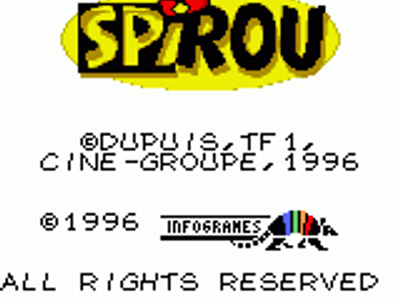 SPiROU
©DUPUIS, TF1,
CINE-GROUPE, 1996
©1996 INFOGRAMES
ALL RIGHTS RESERVED